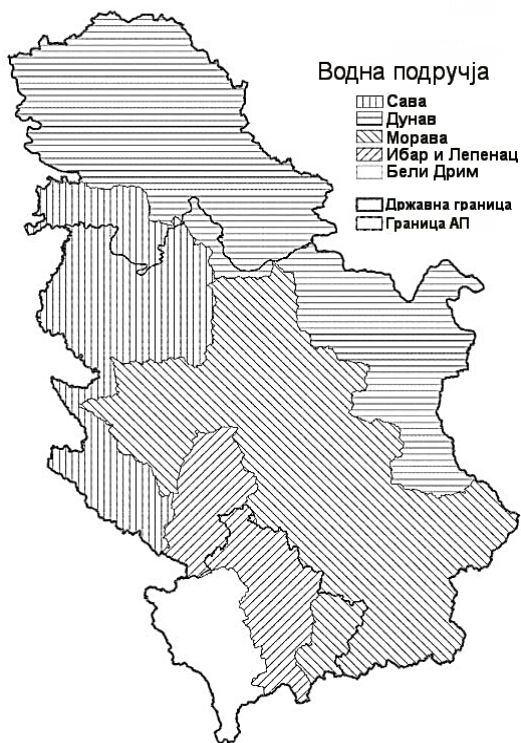 Водна подручја
Сава
Дунав
Морава
Ибар и Лепенац
Бели Дрим
Државна граница
Граница АП